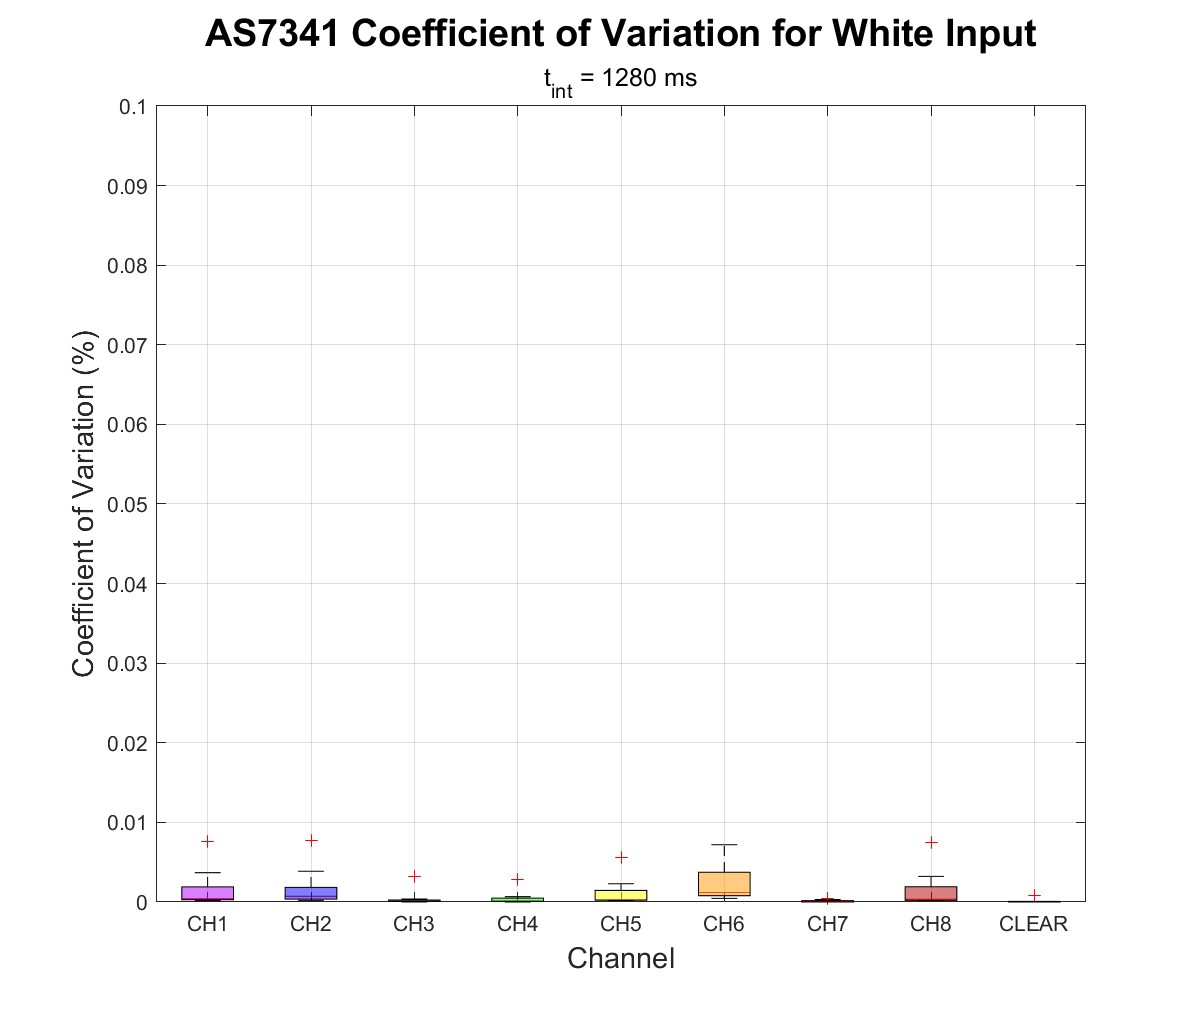 AS7341 Coefficient of Variation for White Input
t_int = 1280 ms
0.1
0.09
0.08
0.07
0.06
0.05
0.04
0.03
0.02
0.01
0
Coefficient of Variation (%)
CH1 CH2 CH3 CH4 CH5 CH6 CH7 CH8 CLEAR
Channel